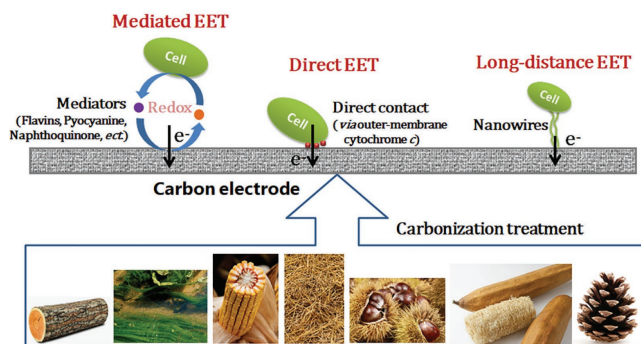 Mediated EET
Cell
Mediators
(Flavins, Pyocyanine,
Naphthoquinone, ect.)
Redox
e-
Direct EET
Cell
Direct contact
(via outer-membrane
cytochrome c)
e-
Long-distance EET
Cell
Nanowires
e-
Carbon electrode
Carbonization treatment